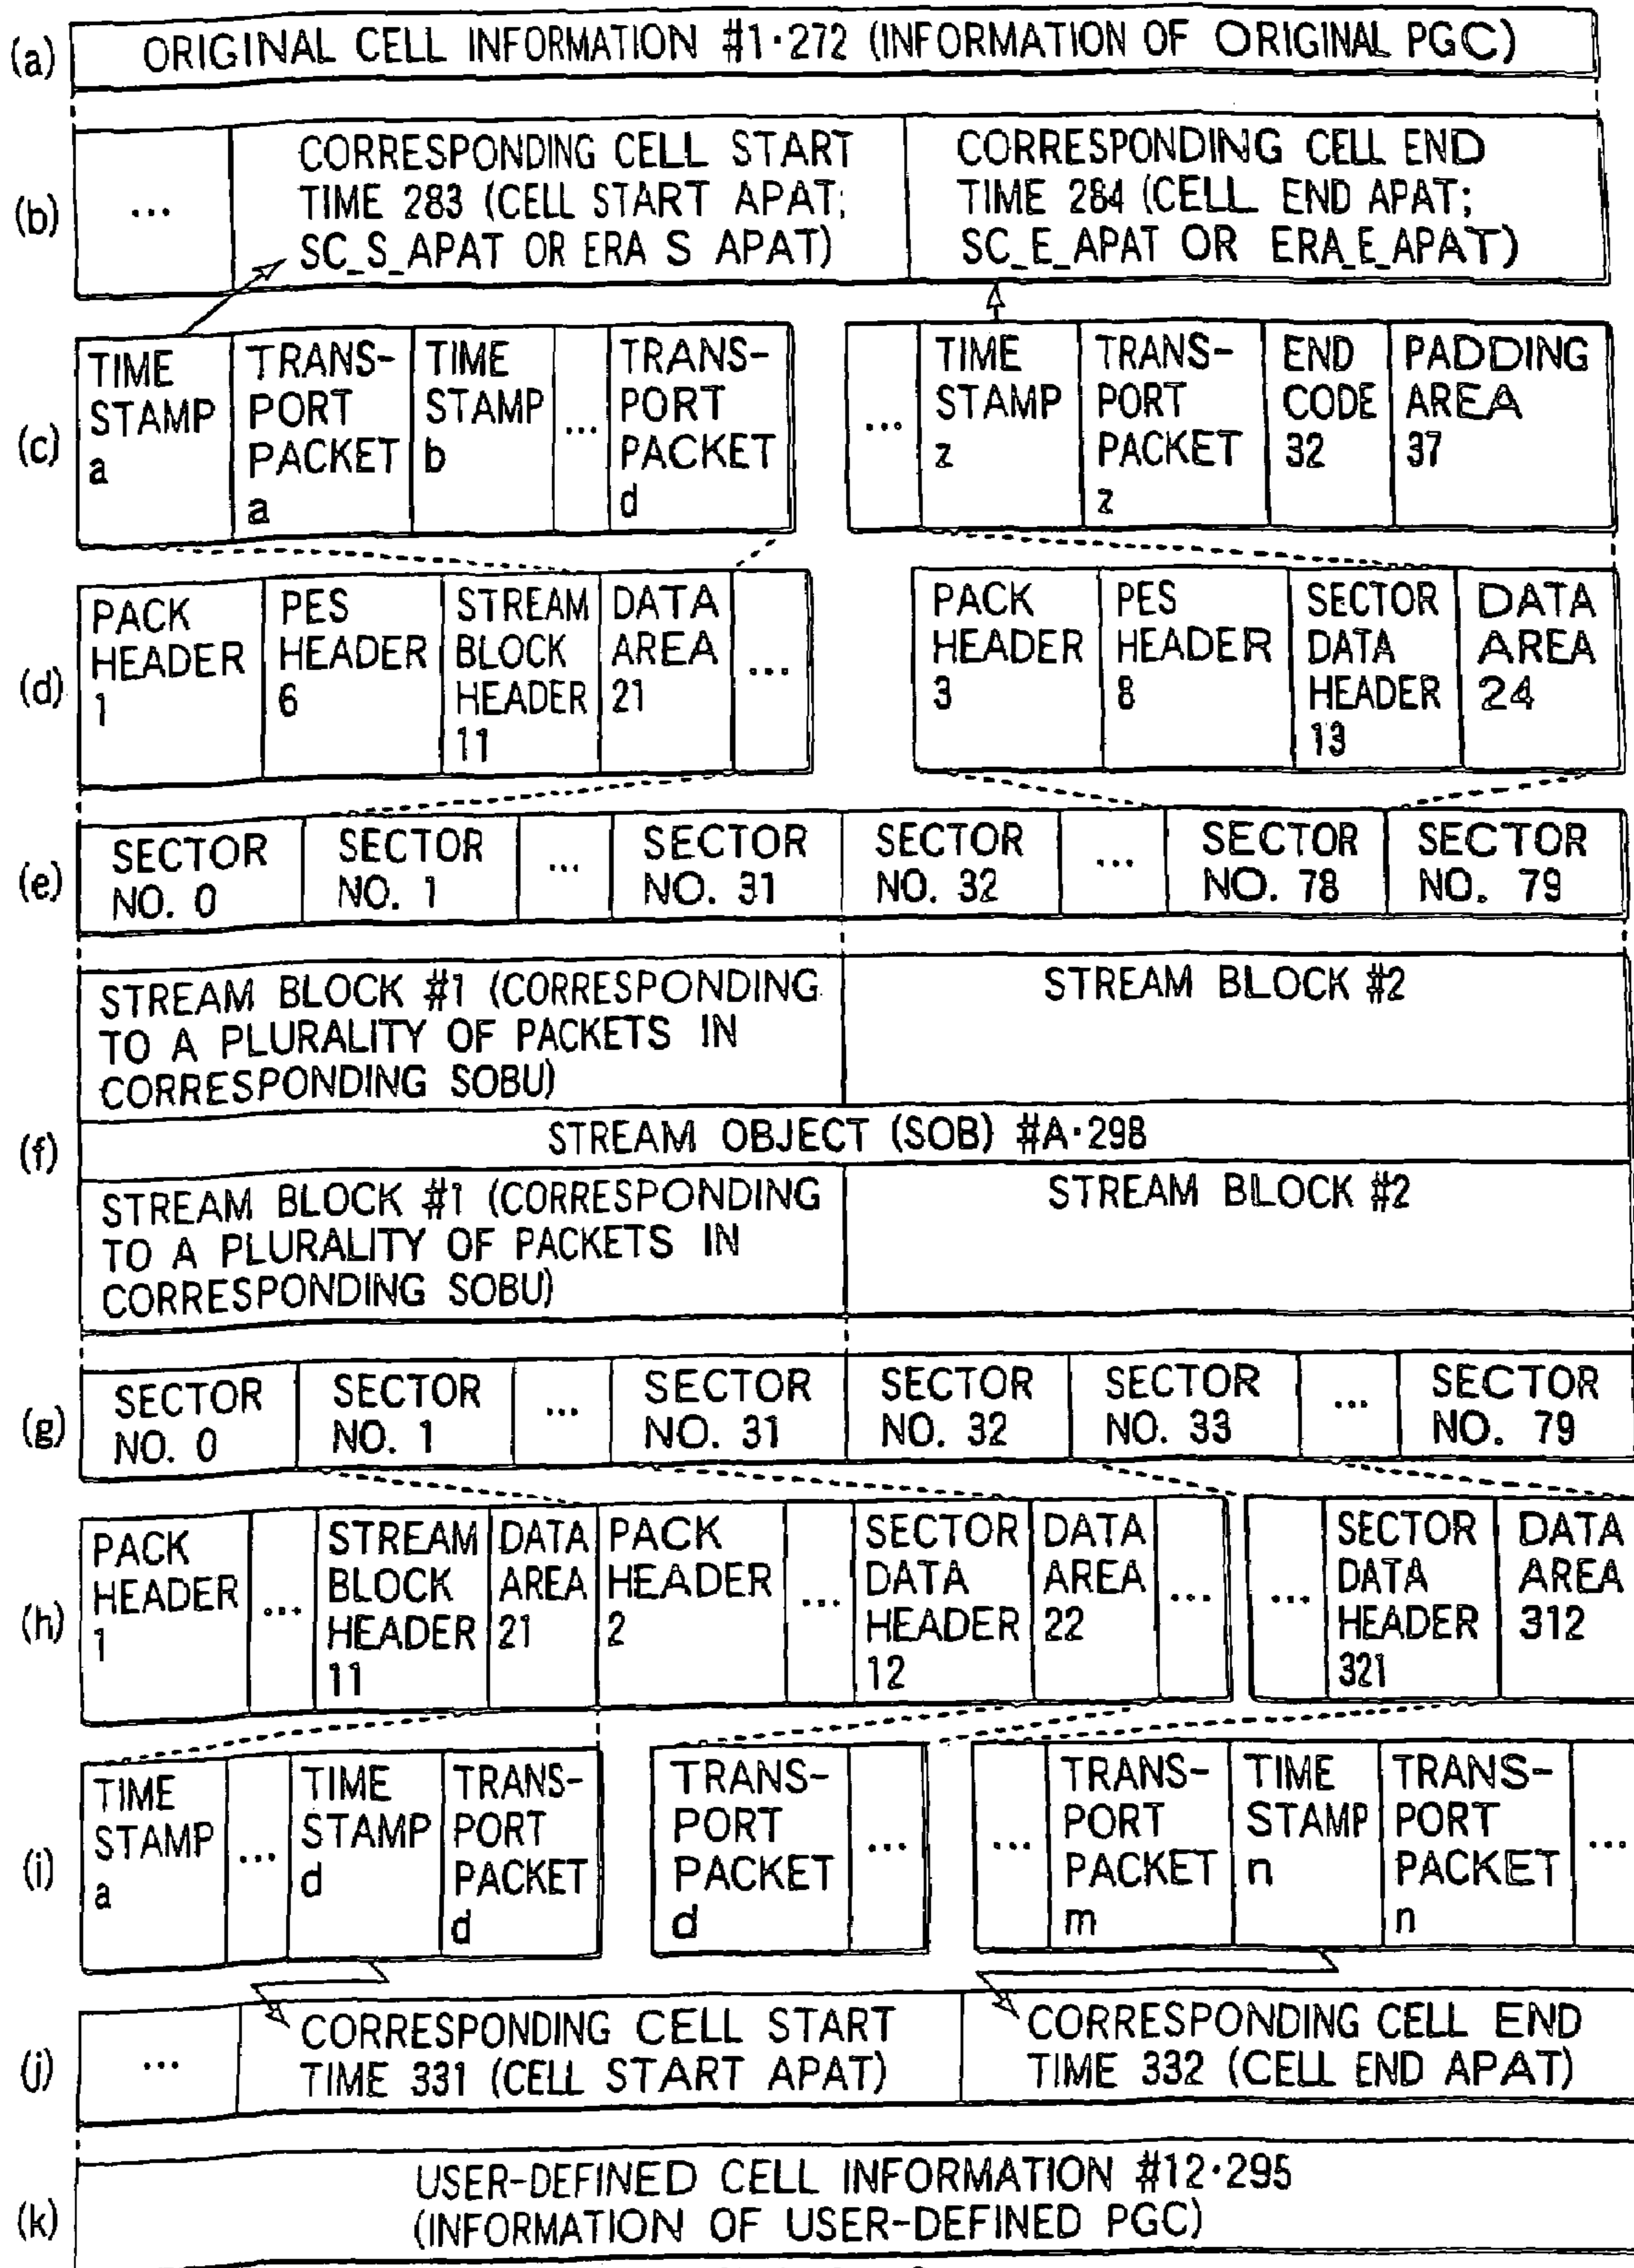 (a) ORIGINAL CELL INFORMATION #1·272 (INFORMATION OF ORIGINAL PGC)
(b) ...
CORRESPONDING CELL START
TIME 283 (CELL START APAT;
SC_S_APAT OR ERA S APAT)
CORRESPONDING CELL END
TIME 284 (CELL END APAT;
SC_E_APAT OR ERA_E_APAT)
(c)
TIME
STAMP
a
TRANS-
PORT
PACKET
a
TIME
STAMP
b
...
TRANS-
PORT
PACKET
d
...
TIME
STAMP
z
TRANS-
PORT
PACKET
z
END
CODE
32
PADDING
AREA
37
(d)
PACK
HEADER
1
PES
HEADER
6
STREAM
BLOCK
HEADER
11
DATA
AREA
21
...
PACK
HEADER
3
PES
HEADER
8
SECTOR
DATA
HEADER
13
DATA
AREA
24
(e)
SECTOR
NO. 0
SECTOR
NO. 1
...
SECTOR
NO. 31
SECTOR
NO. 32
...
SECTOR
NO. 78
SECTOR
NO. 79
(f)
STREAM BLOCK #1 (CORRESPONDING
TO A PLURALITY OF PACKETS IN
CORRESPONDING SOBU)
STREAM BLOCK #2
STREAM OBJECT (SOB) #A·298
STREAM BLOCK #1 (CORRESPONDING
TO A PLURALITY OF PACKETS IN
CORRESPONDING SOBU)
STREAM BLOCK #2
(g)
SECTOR
NO. 0
SECTOR
NO. 1
...
SECTOR
NO. 31
SECTOR
NO. 32
SECTOR
NO. 33
...
SECTOR
NO. 79
(h)
PACK
HEADER
1
...
STREAM
BLOCK
HEADER
11
DATA
AREA
21
PACK
HEADER
2
...
SECTOR
DATA
HEADER
12
DATA
AREA
22
...
...
SECTOR
DATA
HEADER
321
DATA
AREA
312
(i)
TIME
STAMP
a
...
TIME
STAMP
d
TRANS-
PORT
PACKET
d
TRANS-
PORT
PACKET
d
...
...
TRANS-
PORT
PACKET
m
TIME
STAMP
n
TRANS-
PORT
PACKET
n
...
(j) ...
CORRESPONDING CELL START
TIME 331 (CELL START APAT)
CORRESPONDING CELL END
TIME 332 (CELL END APAT)
(k)
USER-DEFINED CELL INFORMATION #12·295
(INFORMATION OF USER-DEFINED PGC)